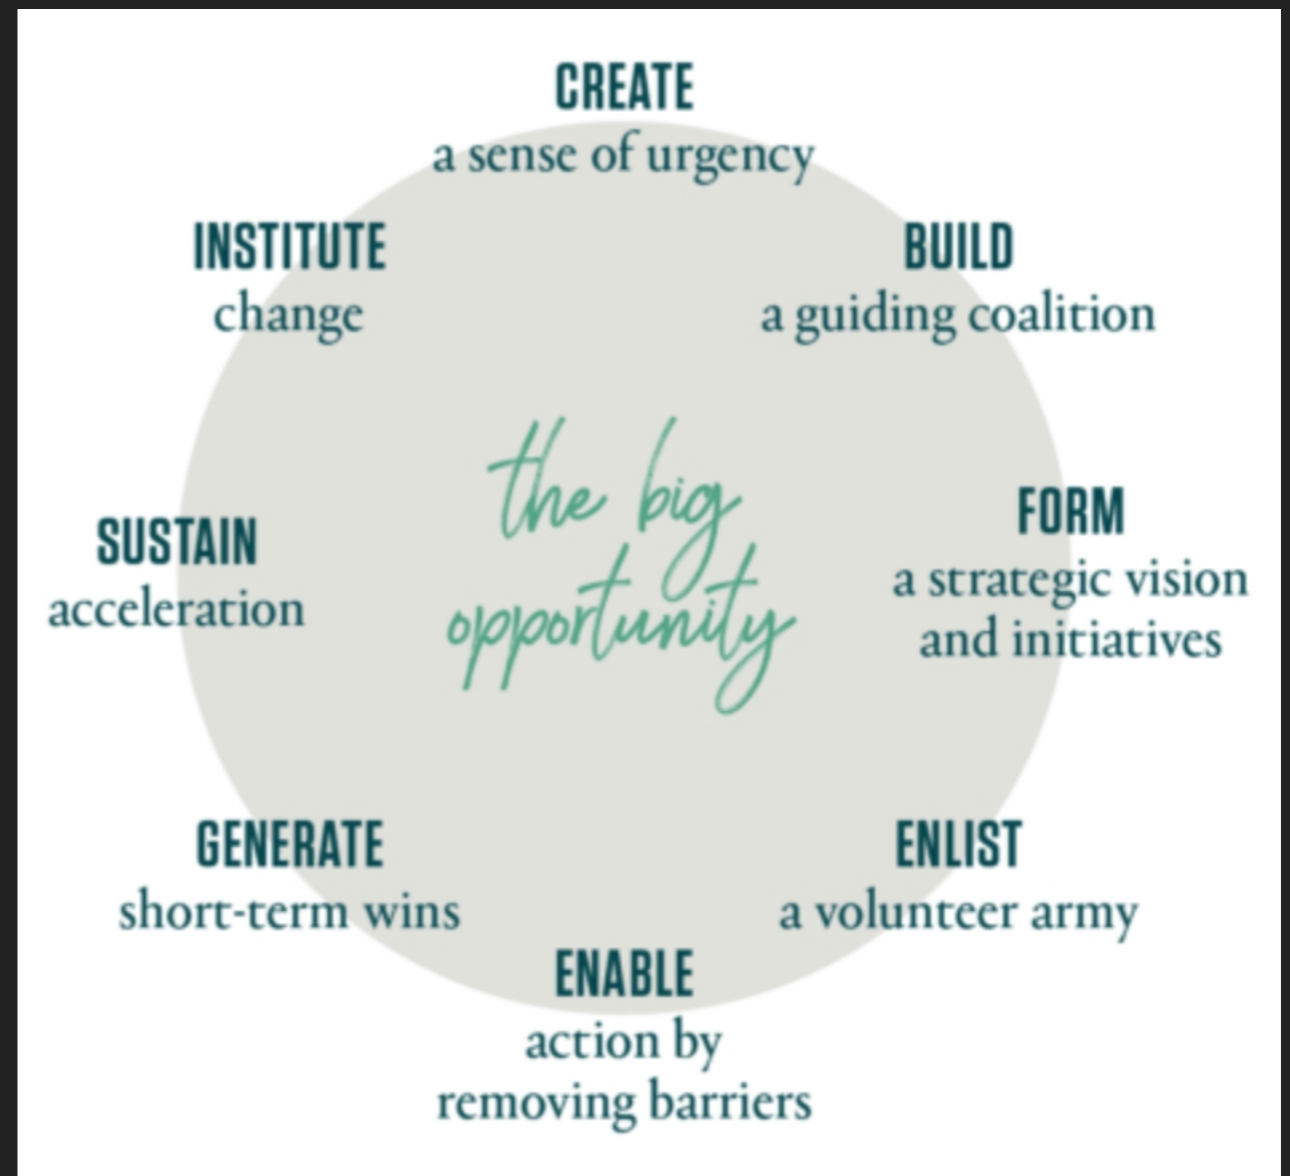 CREATE
a sense of urgency
BUILD
a guiding coalition
FORM
a strategic vision
and initiatives
ENLIST
a volunteer army
ENABLE
action by
removing barriers
GENERATE
short-term wins
SUSTAIN
acceleration
INSTITUTE
change
the big
opportunity